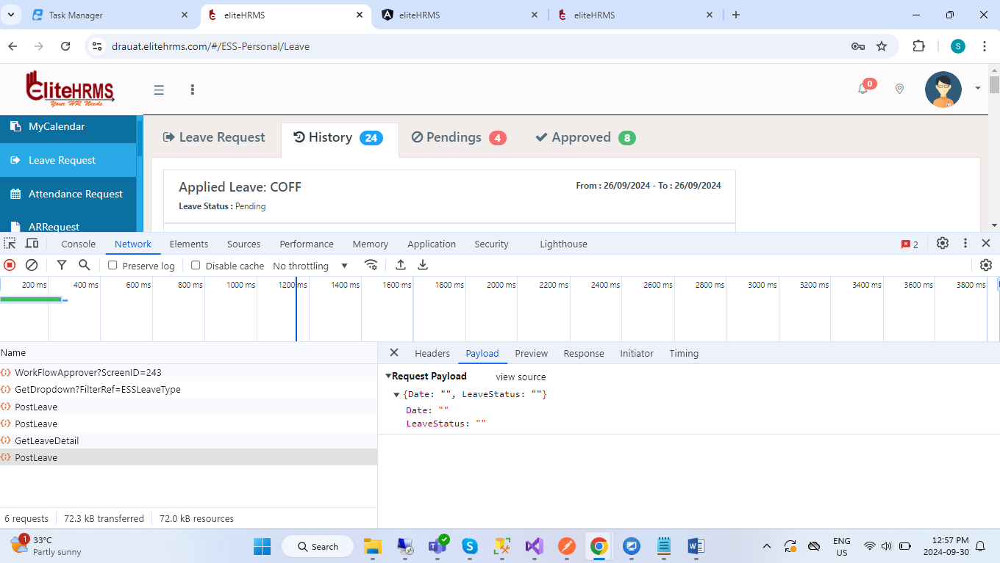 Task Manager
eliteHRMS
eliteHRMS
eliteHRMS
drauat.elitehrms.com/#/ESS-Personal/Leave
S
EliteHRMS
Your HR Needs
0
MyCalendar
Leave Request
Attendance Request
ARRequest
Leave Request
History 24
Pendings 4
Approved 8
Applied Leave: COFF
From : 26/09/2024 - To : 26/09/2024
Leave Status : Pending
Console Network Elements Sources Performance Memory Application Security Lighthouse
2
Preserve log Disable cache No throttling
200 ms 400 ms 600 ms 800 ms 1000 ms 1200 ms 1400 ms 1600 ms 1800 ms 2000 ms 2200 ms 2400 ms 2600 ms 2800 ms 3000 ms 3200 ms 3400 ms 3600 ms 3800 ms
Name
WorkFlowApprover?ScreenID=243
GetDropdown?FilterRef=ESSLeaveType
PostLeave
PostLeave
GetLeaveDetail
PostLeave
6 requests 72.3 kB transferred 72.0 kB resources
Headers Payload Preview Response Initiator Timing
Request Payload view source
{Date: "", LeaveStatus: ""}
Date: ""
LeaveStatus: ""
1
33°C
Partly sunny
Search
ENG
US
12:57 PM
2024-09-30